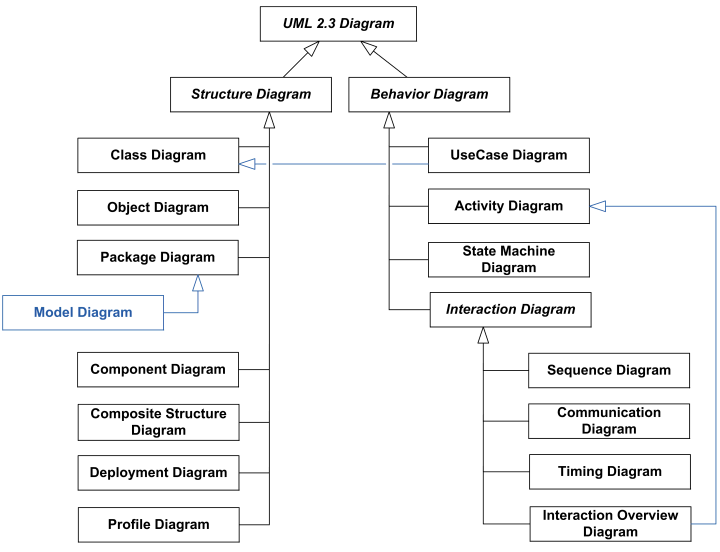 UML 2.3 Diagram
Structure Diagram
Behavior Diagram
Class Diagram
UseCase Diagram
Object Diagram
Activity Diagram
Package Diagram
State Machine
Diagram
Model Diagram
Interaction Diagram
Component Diagram
Sequence Diagram
Composite Structure
Diagram
Communication
Diagram
Deployment Diagram
Timing Diagram
Profile Diagram
Interaction Overview
Diagram